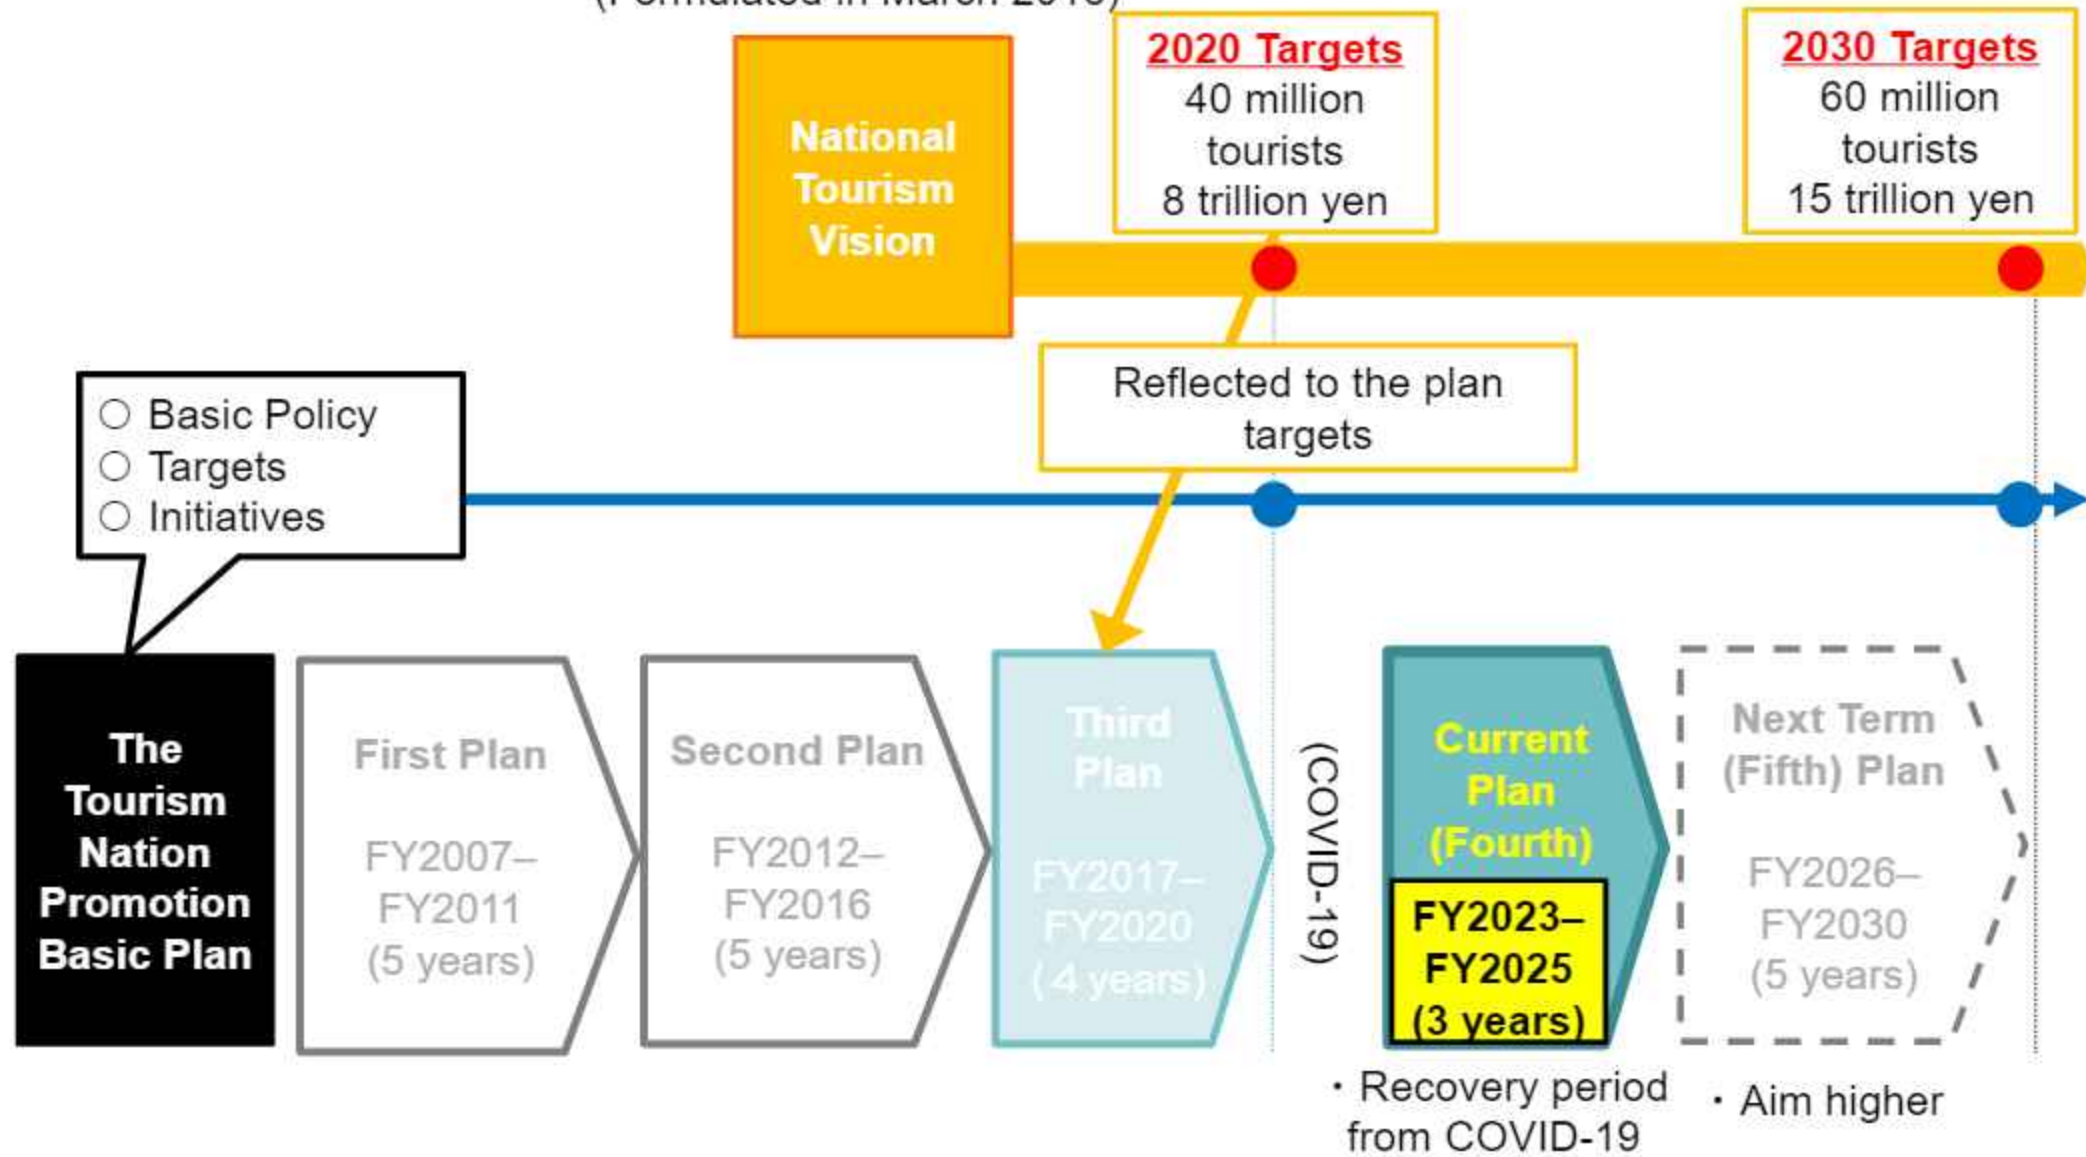 (Formulated in March
2020 Targets
40 million
tourists
8 trillion yen
2030 Targets
60 million
tourists
15 trillion yen
National
Tourism
Vision
Reflected to the plan
targets
○ Basic Policy
○ Targets
○ Initiatives
The
Tourism
Nation
Promotion
Basic Plan
First Plan
FY2007–
FY2011
(5 years)
Second Plan
FY2012–
FY2016
(5 years)
Third
Plan
FY2017–
FY2020
( 4 years)
(COVID-19)
Current
Plan
(Fourth)
FY2023–
FY2025
(3 years)
Next Term
(Fifth) Plan
FY2026–
FY2030
(5 years)
・Recovery period
from COVID-19
・Aim higher